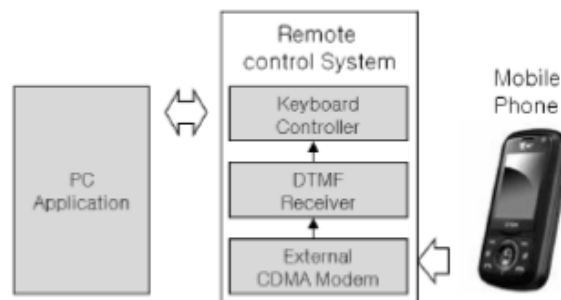 Remote
control System
Keyboard
Controller
DTMF
Receiver
External
CDMA Modem
PC
Application
Mobile
Phone